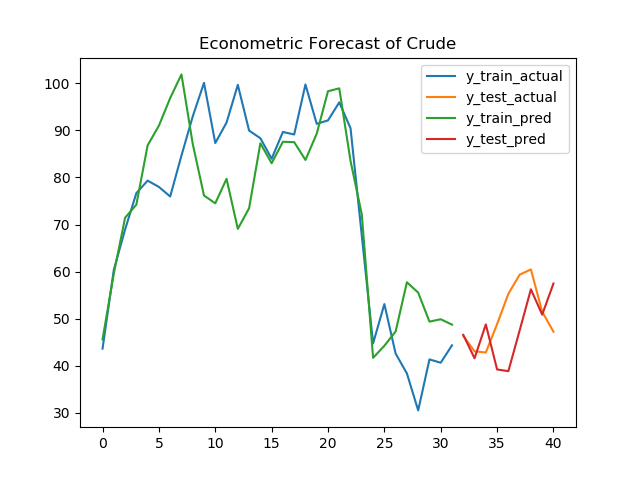 Econometric Forecast of Crude
y_train_actual
y_test_actual
y_train_pred
y_test_pred
100
90
80
70
60
50
40
30
0 5 10 15 20 25 30 35 40